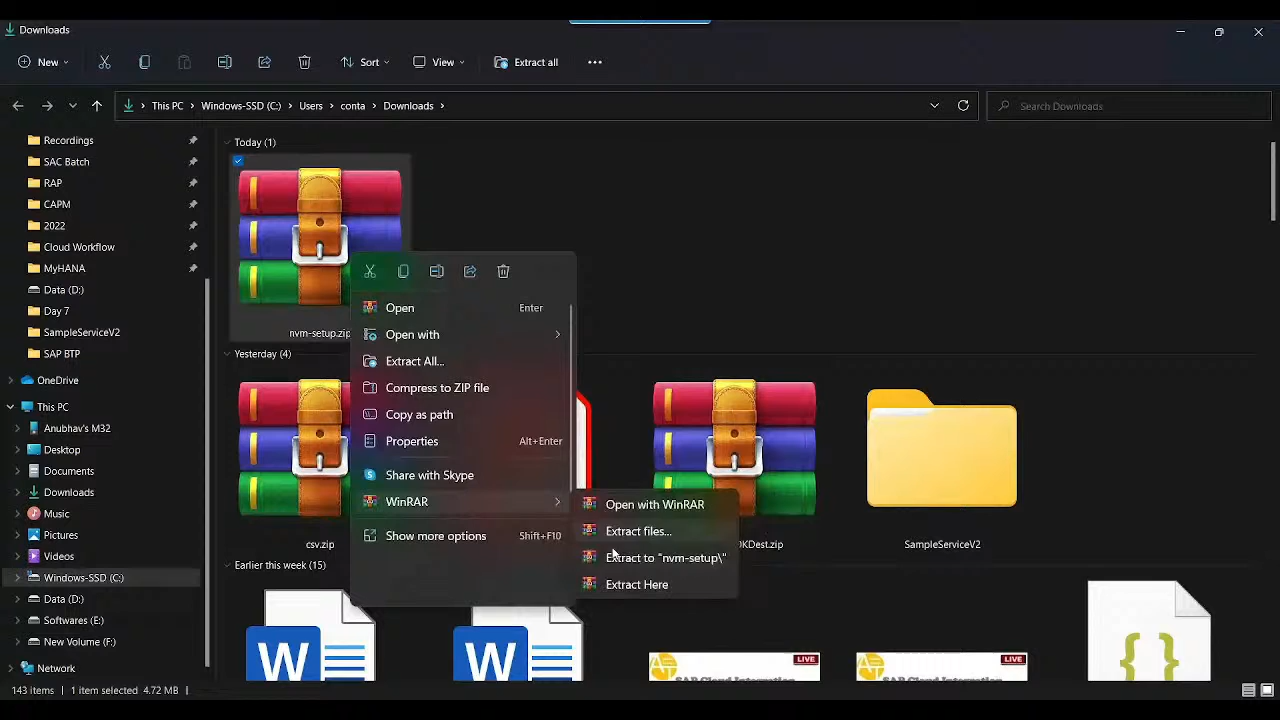 Downloads
New
Sort
View
Extract all
This PC
Windows-SSD (C:)
Users
conta
Downloads
Search Downloads
Recordings
SAC Batch
RAP
CAPM
2022
Cloud Workflow
MyHANA
Data (D:)
Day 7
SampleServiceV2
SAP BTP
OneDrive
This PC
Anubhav's M32
Desktop
Documents
Downloads
Music
Pictures
Videos
Windows-SSD (C:)
Data (D:)
Softwares (E:)
New Volume (F:)
Network
Today (1)
nvm-setup.zip
Yesterday (4)
csv.zip
KDest.zip
SampleServiceV2
Earlier this week (15)
W
W
LIVE
LIVE
{ }
Open Enter
Open with
Extract All...
Compress to ZIP file
Copy as path
Properties Alt+Enter
Share with Skype
WinRAR
Show more options Shift+F10
Open with WinRAR
Extract files...
Extract to "nvm-setup\"
Extract Here
143 items
1 item selected 4.72 MB